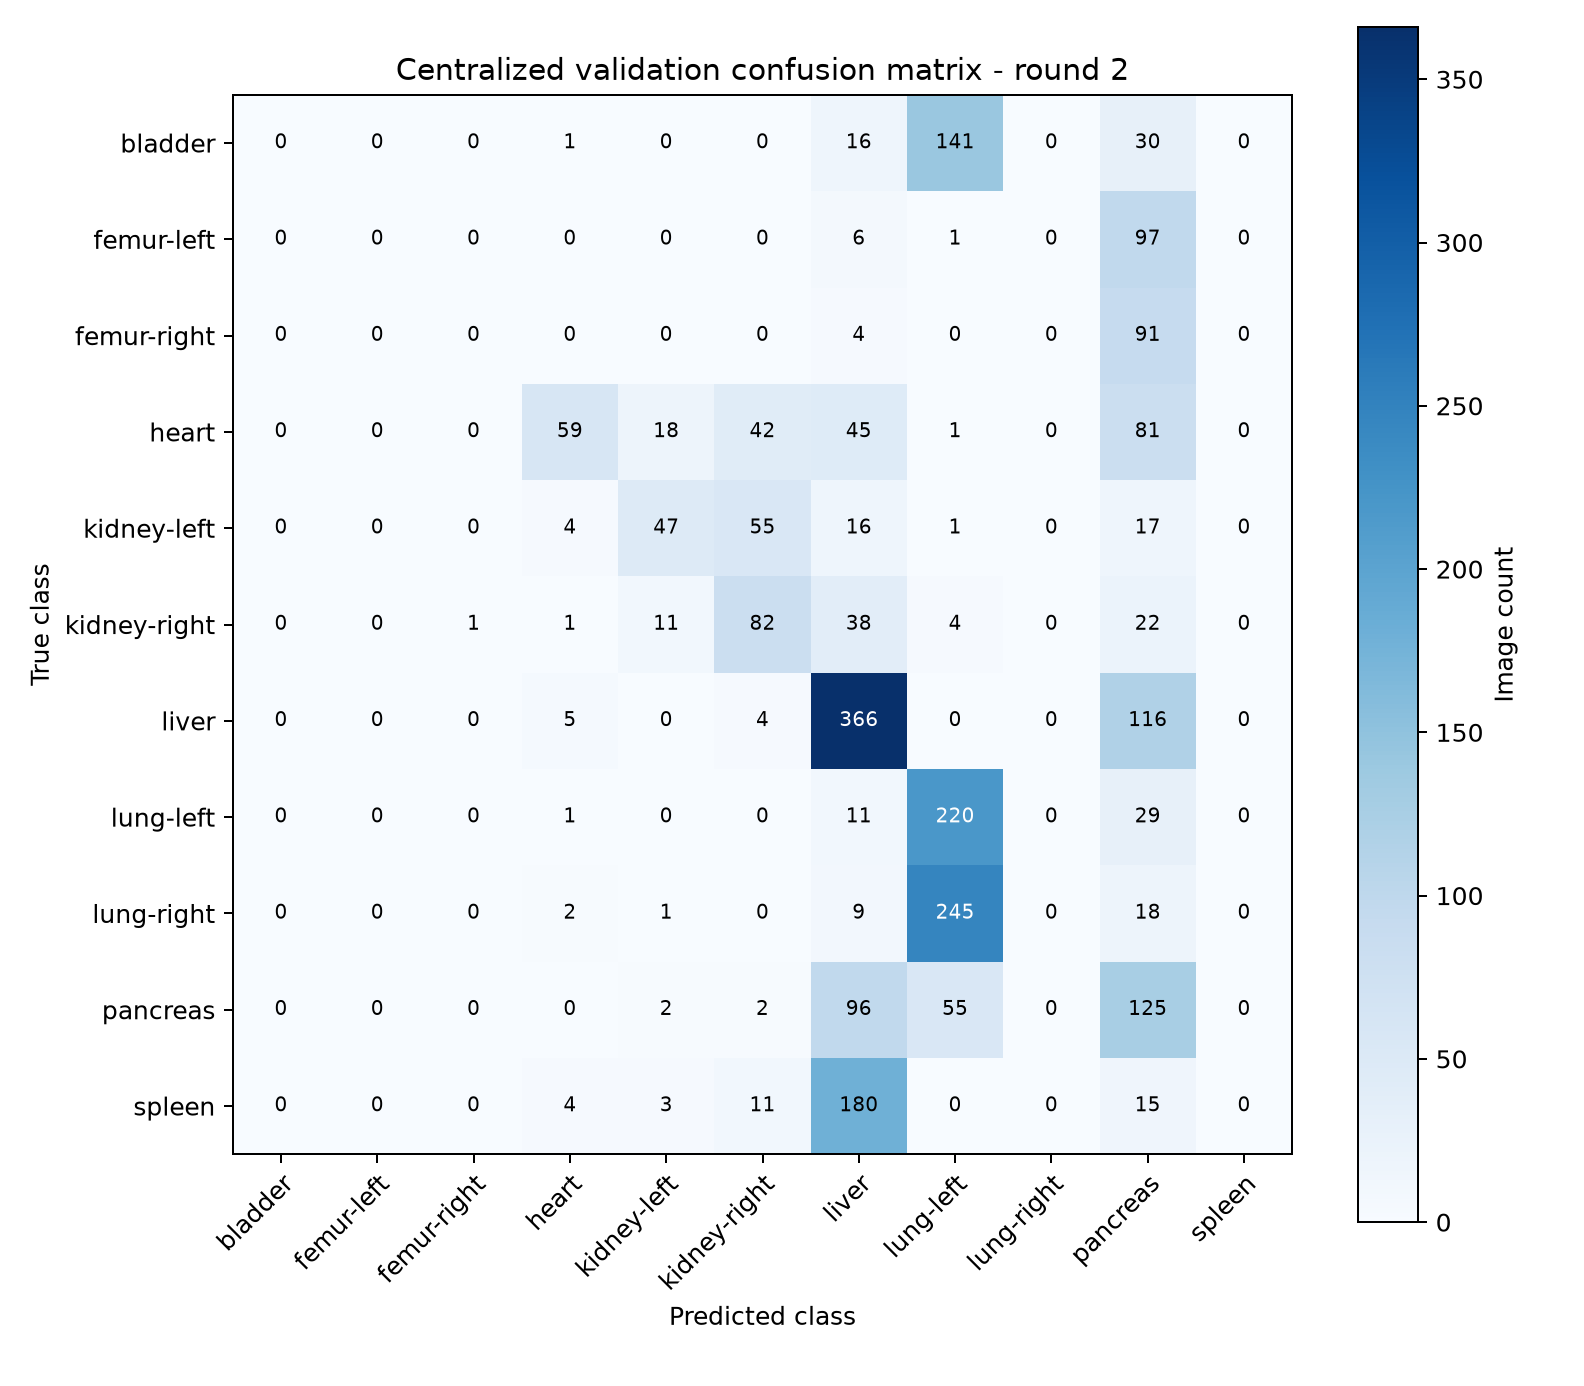 Centralized validation confusion matrix - round 2
bladder 0 0 0 1 0 0 16 141 0 30 0
femur-left 0 0 0 0 0 0 6 1 0 97 0
femur-right 0 0 0 0 0 0 4 0 0 91 0
heart 0 0 0 59 18 42 45 1 0 81 0
kidney-left 0 0 0 4 47 55 16 1 0 17 0
kidney-right 0 0 1 1 11 82 38 4 0 22 0
liver 0 0 0 5 0 4 366 0 0 116 0
lung-left 0 0 0 1 0 0 11 220 0 29 0
lung-right 0 0 0 2 1 0 9 245 0 18 0
pancreas 0 0 0 0 2 2 96 55 0 125 0
spleen 0 0 0 4 3 11 180 0 0 15 0
True class
bladder femur-left femur-right heart kidney-left kidney-right liver lung-left lung-right pancreas spleen
Predicted class
350
300
250
200
150
100
50
0
Image count